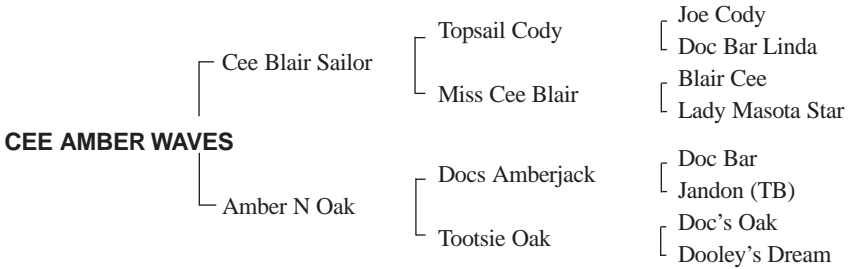 Joe Cody
Topsail Cody
Doc Bar Linda
Cee Blair Sailor
Blair Cee
Miss Cee Blair
Lady Masota Star
CEE AMBER WAVES
Doc Bar
Docs Amberjack
Jandon (TB)
Amber N Oak
Doc’s Oak
Tootsie Oak
Dooley’s Dream